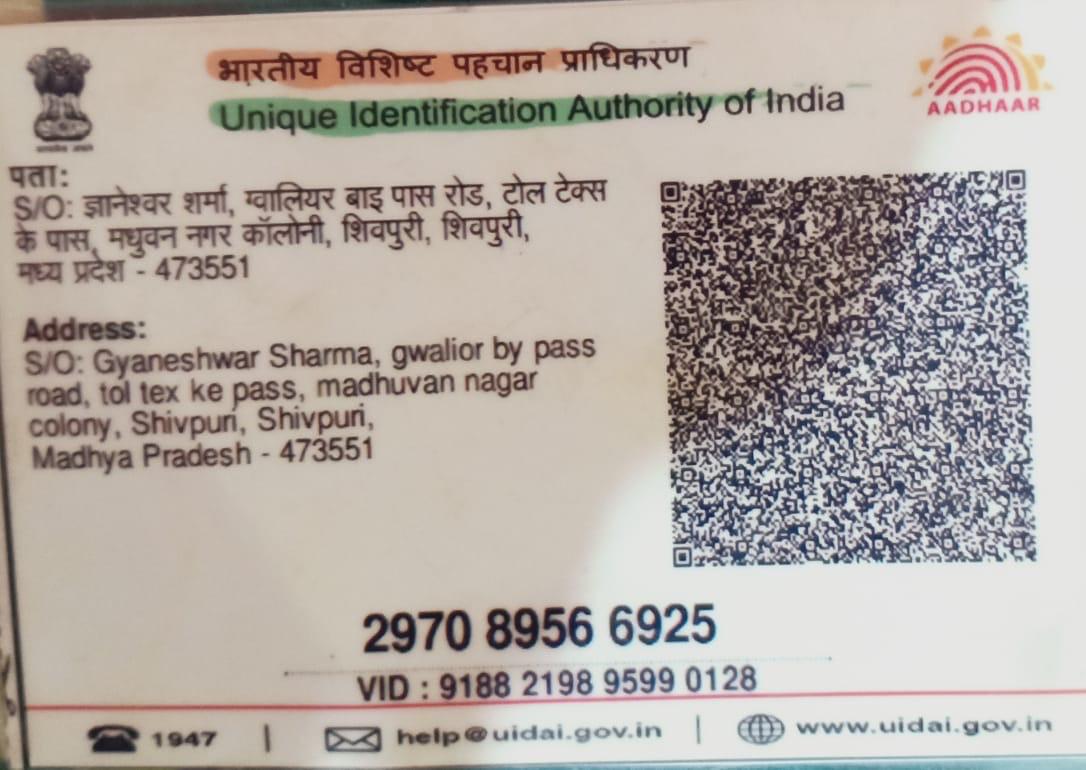 भारतीय विशिष्ट पहचान प्राधिकरण
Unique Identification Authority of India
AADHAAR
पता:
S/O: ज्ञानेश्वर शर्मा, ग्वालियर बाइ पास रोड, टोल टेक्स
के पास, मधुवन नगर कॉलोनी, शिवपुरी, शिवपुरी,
मध्य प्रदेश - 473551
Address:
S/O: Gyaneshwar Sharma, gwalior by pass
road, tol tex ke pass, madhuvan nagar
colony, Shivpuri, Shivpuri,
Madhya Pradesh - 473551
2970 8956 6925
VID : 9188 2198 9599 0128
1947 | help@uidai.gov.in | www.uidai.gov.in